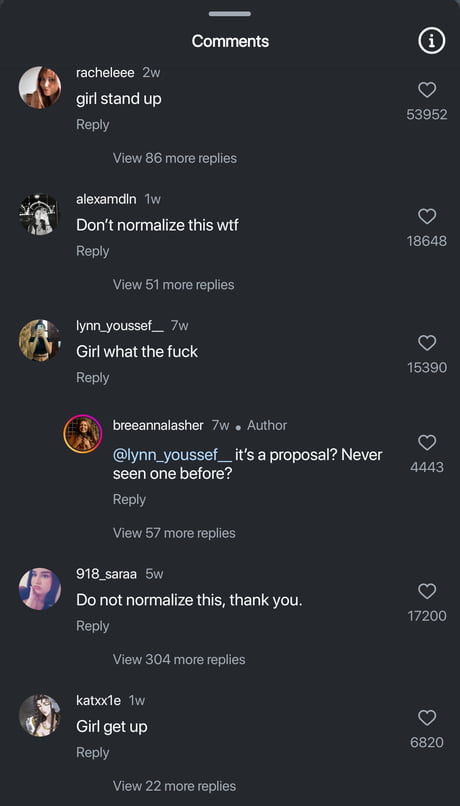 Comments
racheleee 2w
girl stand up
53952
Reply
View 86 more replies
alexamdln 1w
Don't normalize this wtf
18648
Reply
View 51 more replies
lynn_youssef__ 7w
Girl what the fuck
15390
Reply
breeannalasher 7w • Author
@lynn_youssef__ it's a proposal? Never
seen one before?
4443
Reply
View 57 more replies
918_saraa 5w
Do not normalize this, thank you.
17200
Reply
View 304 more replies
katxx1e 1w
Girl get up
6820
Reply
View 22 more replies